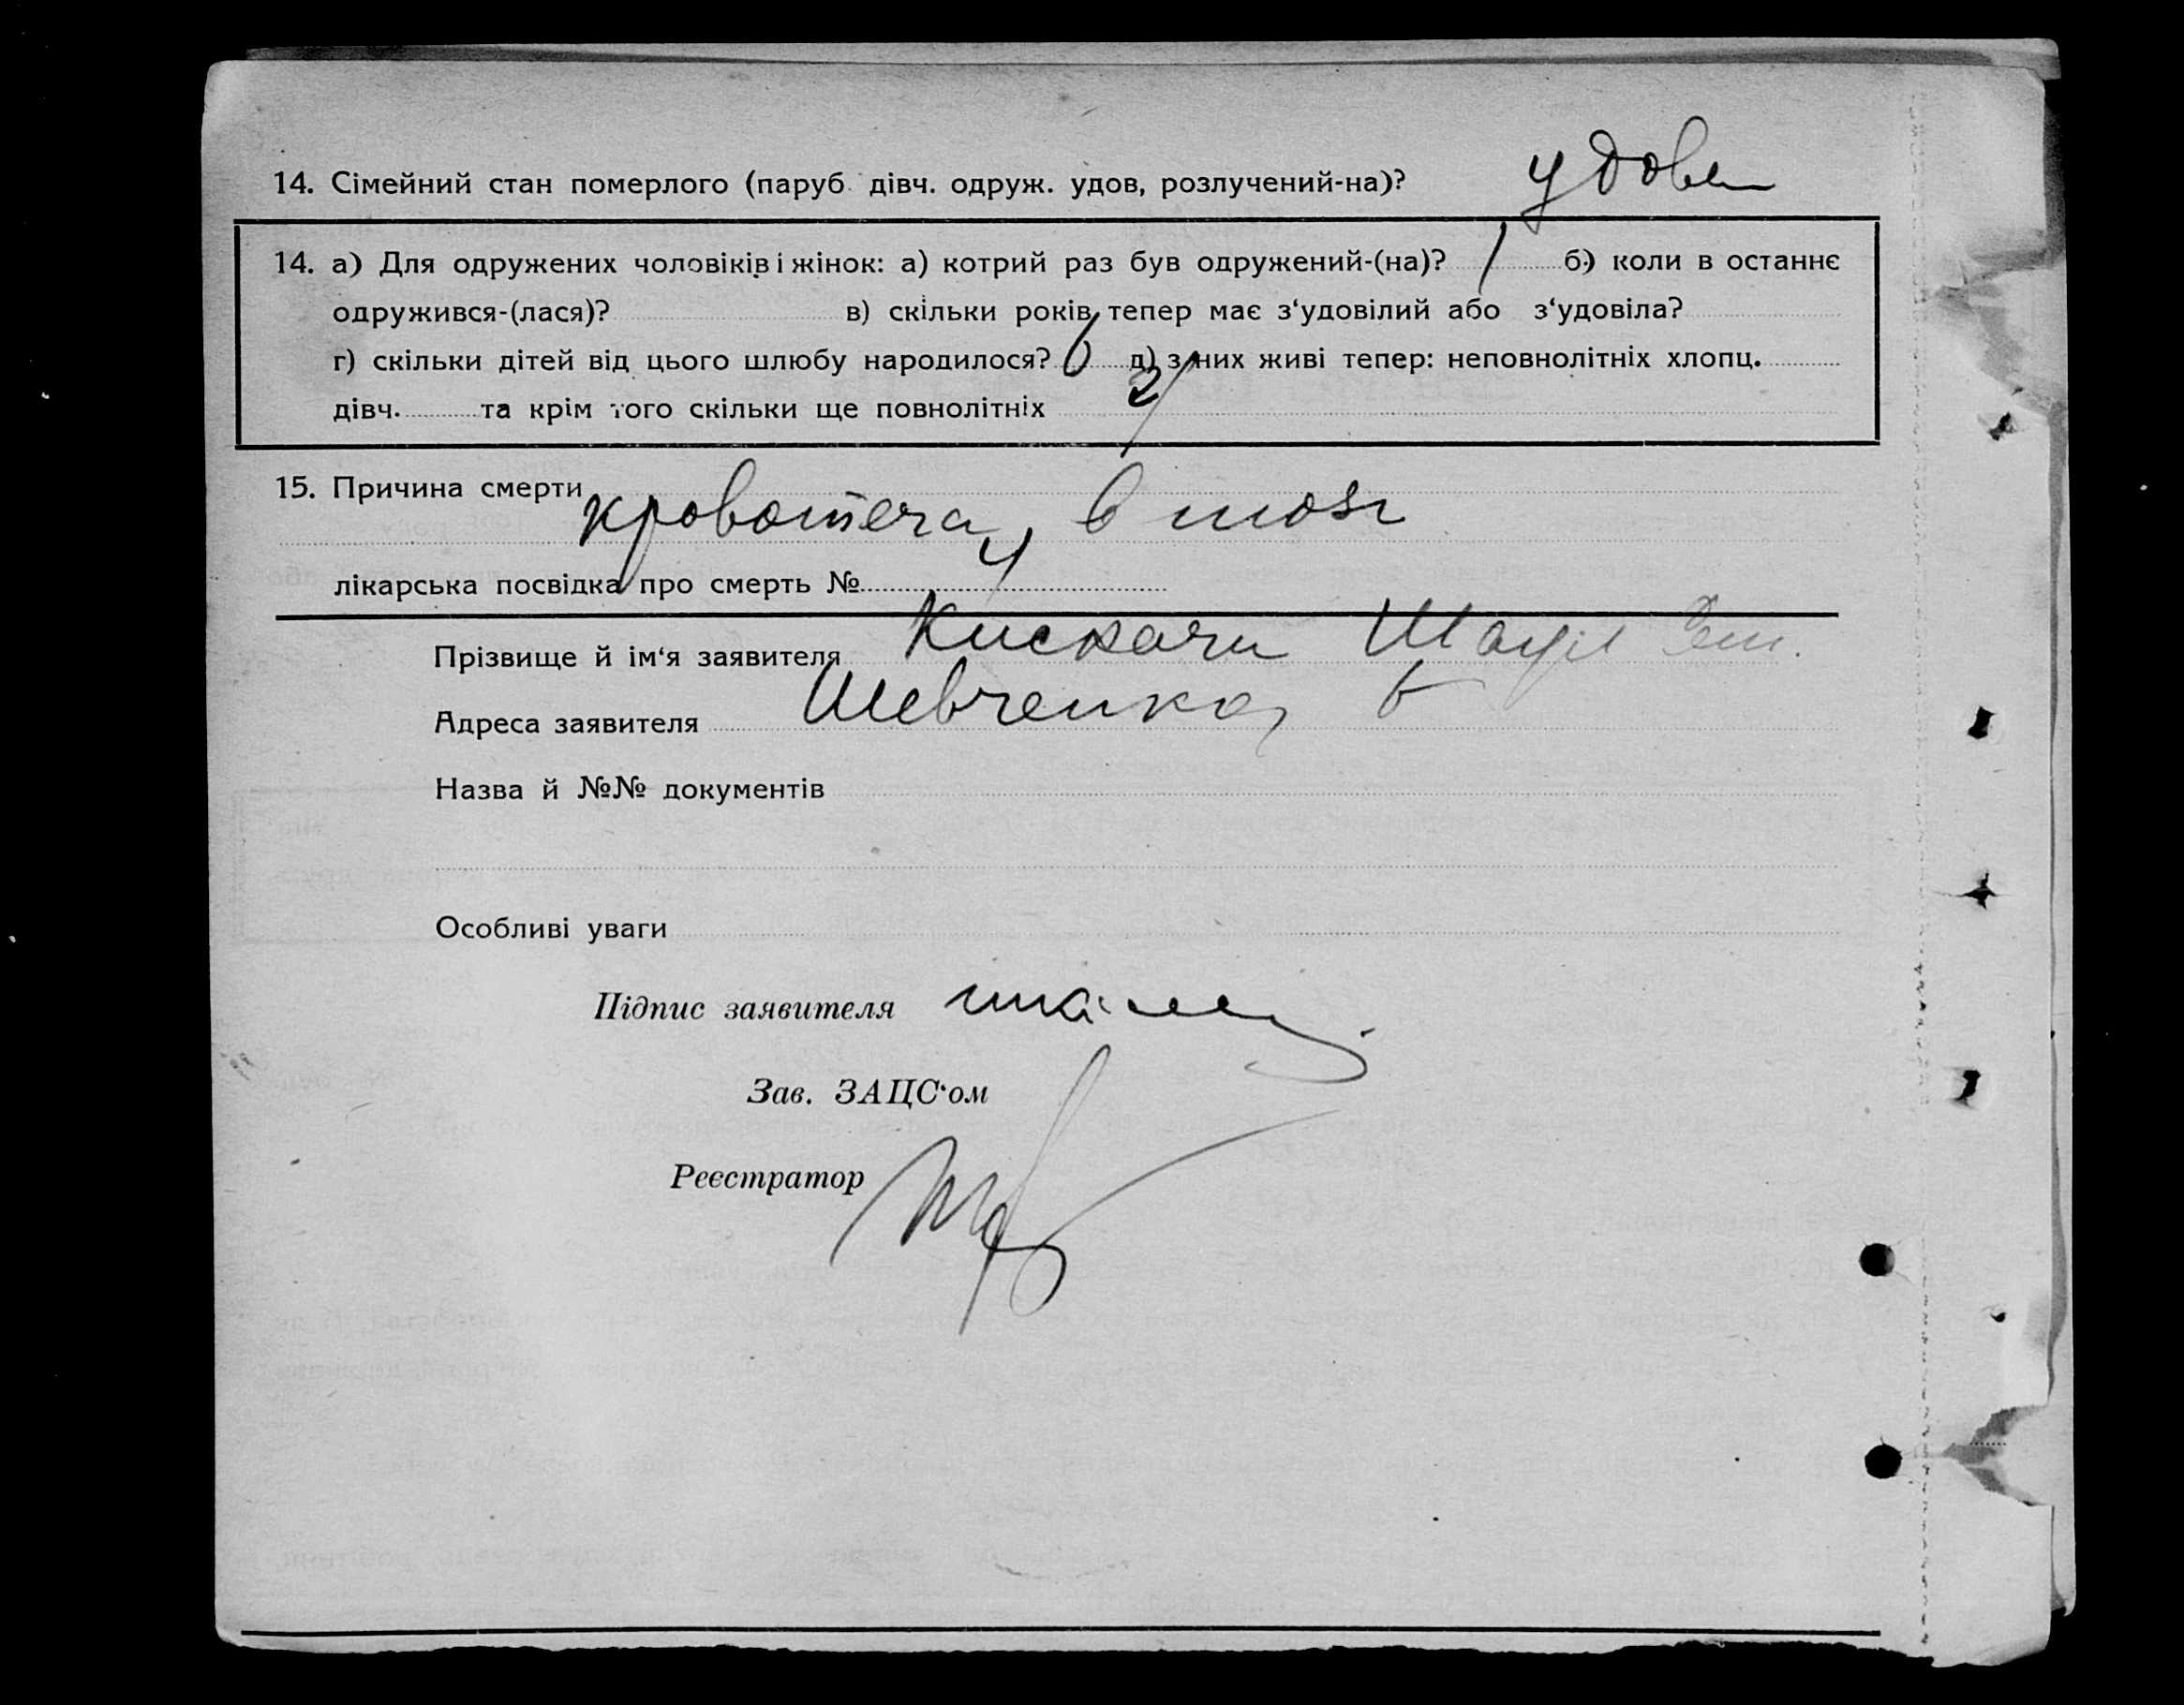 14. Сімейний стан померлого (паруб. дівч. одруж. удов, розлучений-на)? удовец
14. а) Для одружених чоловіків і жінок: а) котрий раз був одружений-(на)? 1 б) коли в останнє
одружився-(лася)? в) скільки років тепер має з‘удовілий або з‘удовіла?
г) скільки дітей від цього шлюбу народилося? 6 д) з них живі тепер: неповнолітніх хлопц.
дівч. та крім того скільки ще повнолітніх 2
15. Причина смерти кровотеча в мозг
лікарська посвідка про смерть № 4
Прізвище й ім‘я заявителя
Адреса заявителя Шевченко, 6
Назва й №№ документів
Особливі уваги
Підпис заявителя
Зав. ЗАЦС‘ом
Реєстратор